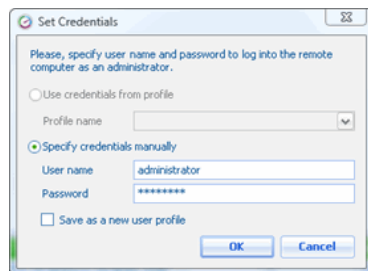 Set Credentials
Please, specify user name and password to log into the remote
computer as an administrator.
Use credentials from profile
Profile name
Specify credentials manually
User name administrator
Password ********
Save as a new user profile
OK Cancel